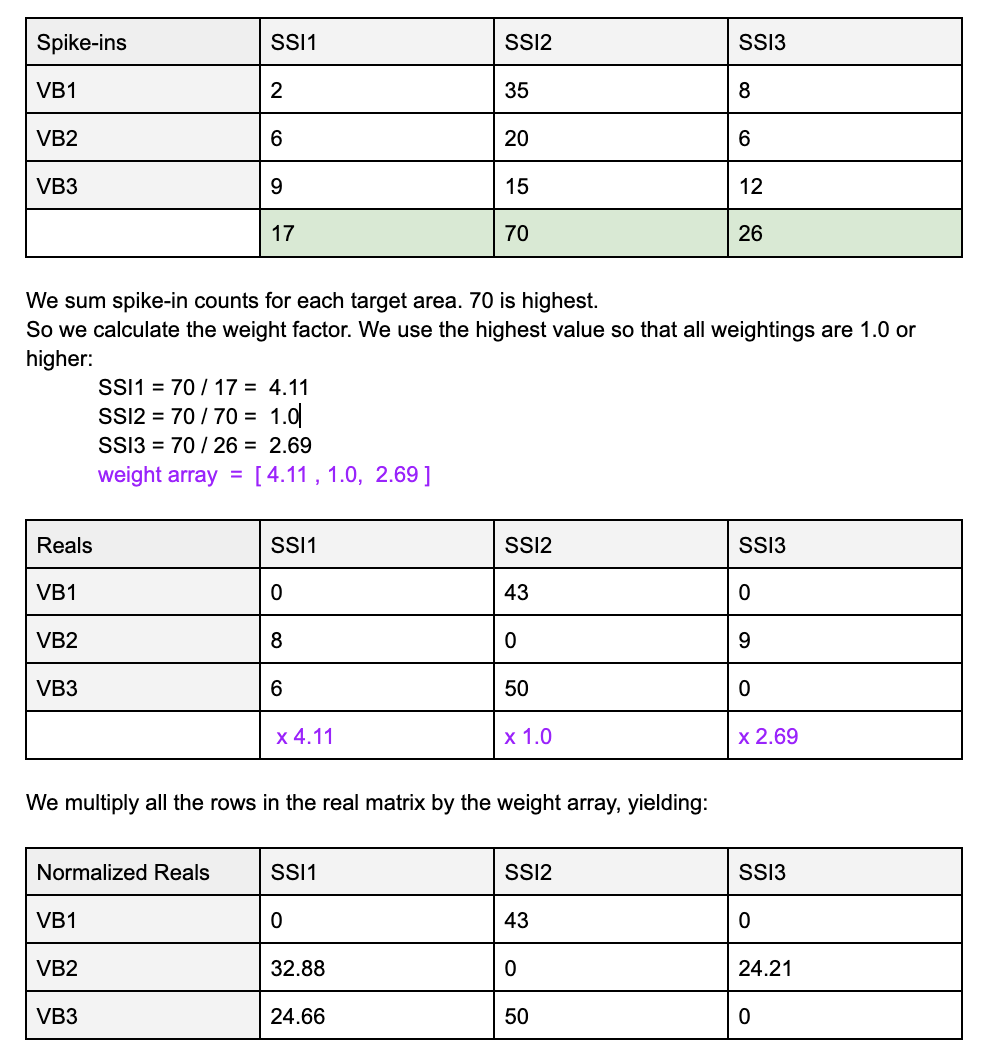 Spike-ins SSI1 SSI2 SSI3
VB1 2 35 8
VB2 6 20 6
VB3 9 15 12
17 70 26
We sum spike-in counts for each target area. 70 is highest.
So we calculate the weight factor. We use the highest value so that all weightings are 1.0 or
higher:
SSI1 = 70 / 17 = 4.11
SSI2 = 70 / 70 = 1.0
SSI3 = 70 / 26 = 2.69
weight array = [ 4.11 , 1.0, 2.69 ]
Reals SSI1 SSI2 SSI3
VB1 0 43 0
VB2 8 0 9
VB3 6 50 0
x 4.11 x 1.0 x 2.69
We multiply all the rows in the real matrix by the weight array, yielding:
Normalized Reals SSI1 SSI2 SSI3
VB1 0 43 0
VB2 32.88 0 24.21
VB3 24.66 50 0